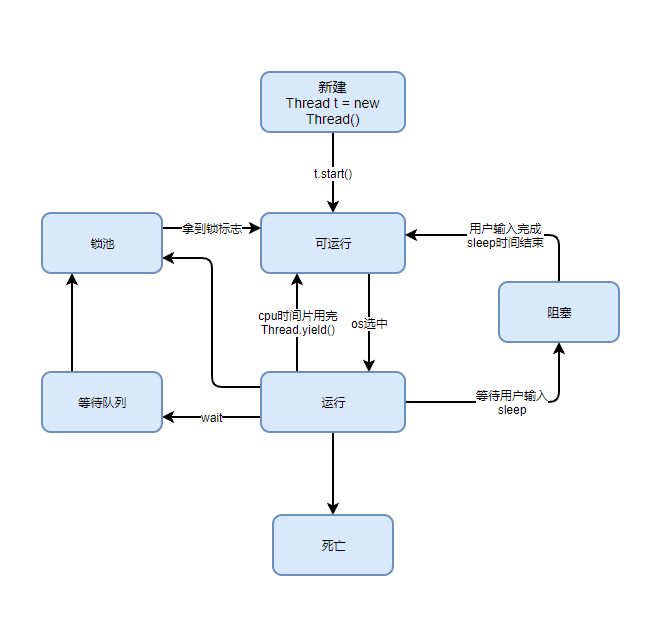 新建
Thread t = new
Thread()
t.start()
锁池
拿到锁标志
可运行
用户输入完成
sleep时间结束
阻塞
cpu时间片用完
Thread.yield()
os选中
等待队列
wait
运行
等待用户输入
sleep
死亡